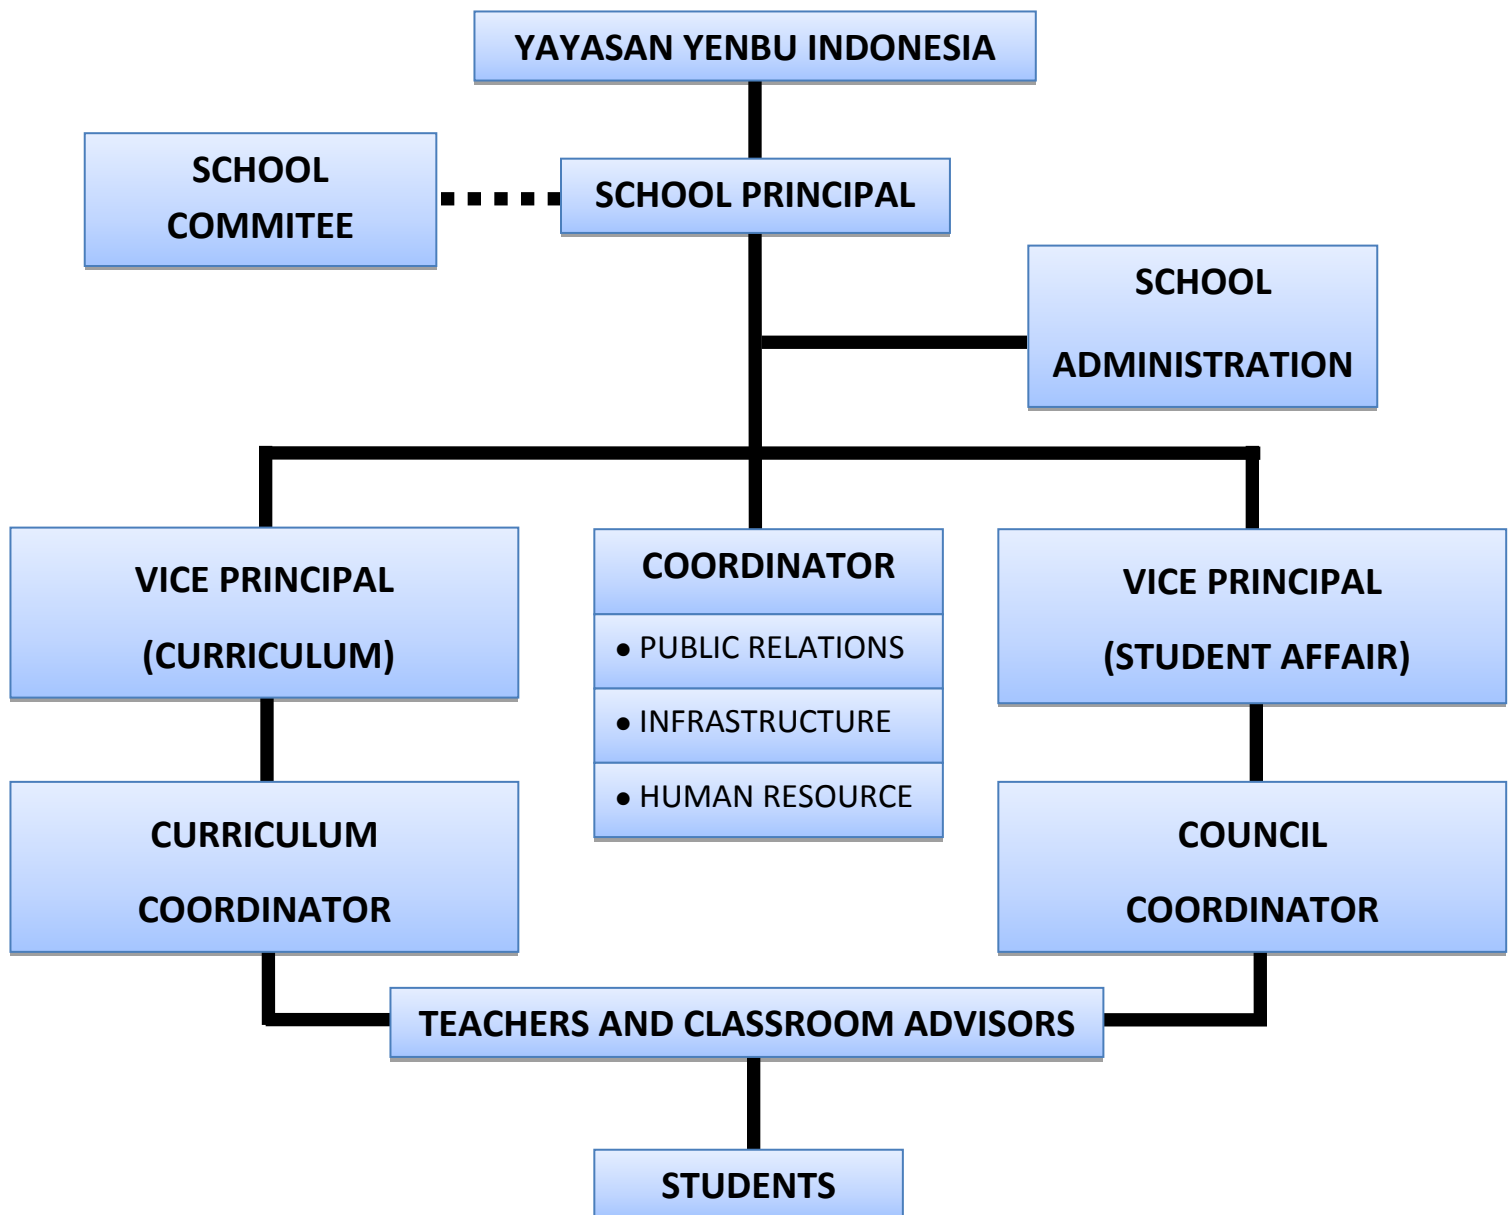 YAYASAN YENBU INDONESIA
SCHOOL
COMMITEE
SCHOOL PRINCIPAL
SCHOOL
ADMINISTRATION
VICE PRINCIPAL
(CURRICULUM)
COORDINATOR
• PUBLIC RELATIONS
• INFRASTRUCTURE
• HUMAN RESOURCE
VICE PRINCIPAL
(STUDENT AFFAIR)
CURRICULUM
COORDINATOR
COUNCIL
COORDINATOR
TEACHERS AND CLASSROOM ADVISORS
STUDENTS